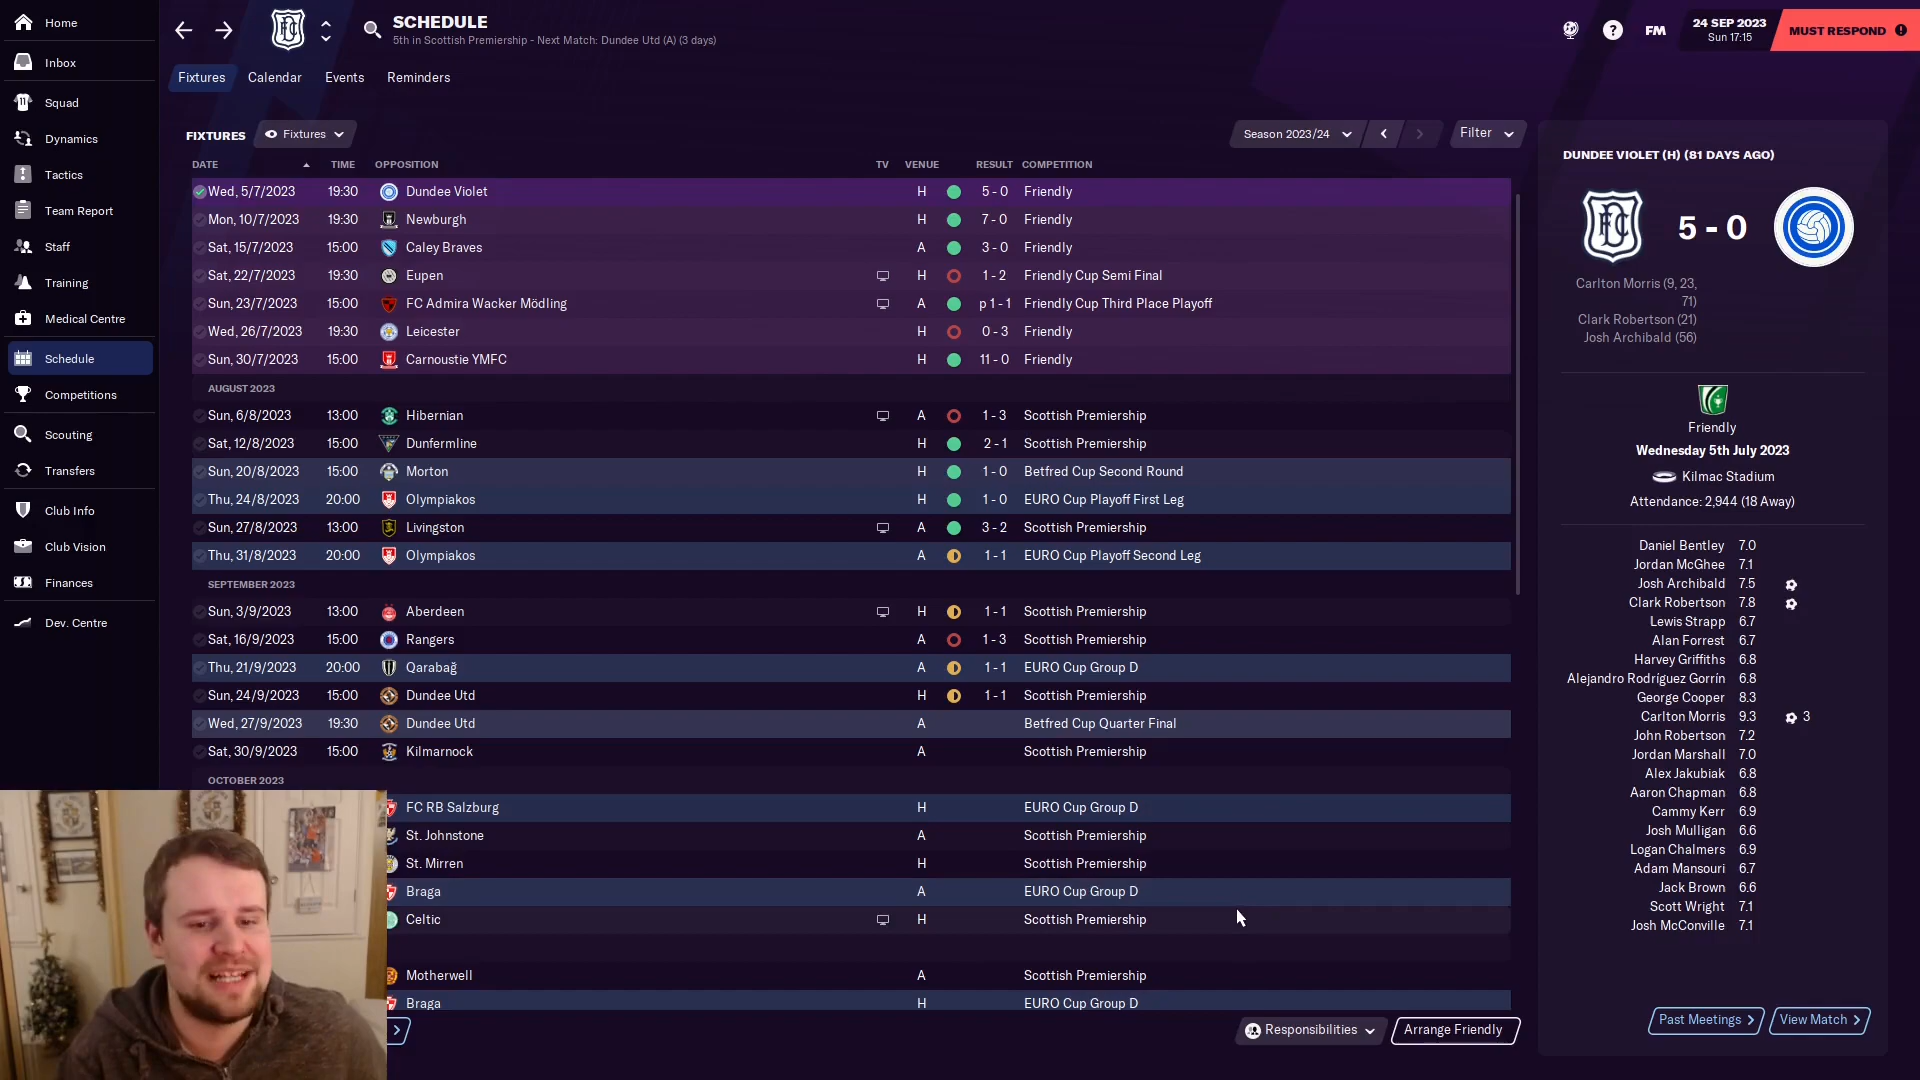 Home
Inbox
Squad
Dynamics
Tactics
Team Report
Staff
Training
Medical Centre
Schedule
Competitions
Scouting
Transfers
Club Info
Club Vision
Finances
Dev. Centre
SCHEDULE
5th in Scottish Premiership - Next Match: Dundee Utd (A) (3 days)
FM
24 SEP 2023
Sun 17:15
MUST RESPOND
Fixtures Calendar Events Reminders
FIXTURES Fixtures Season 2023/24 Filter
DATE TIME OPPOSITION TV VENUE RESULT COMPETITION
Wed, 5/7/2023 19:30 Dundee Violet H 5 - 0 Friendly
Mon, 10/7/2023 19:30 Newburgh H 7 - 0 Friendly
Sat, 15/7/2023 15:00 Caley Braves A 3 - 0 Friendly
Sat, 22/7/2023 19:30 Eupen H 1 - 2 Friendly Cup Semi Final
Sun, 23/7/2023 15:00 FC Admira Wacker Mödling A p 1 - 1 Friendly Cup Third Place Playoff
Wed, 26/7/2023 19:30 Leicester H 0 - 3 Friendly
Sun, 30/7/2023 15:00 Carnoustie YMFC H 11 - 0 Friendly
AUGUST 2023
Sun, 6/8/2023 13:00 Hibernian A 1 - 3 Scottish Premiership
Sat, 12/8/2023 15:00 Dunfermline H 2 - 1 Scottish Premiership
Sun, 20/8/2023 15:00 Morton H 1 - 0 Betfred Cup Second Round
Thu, 24/8/2023 20:00 Olympiakos H 1 - 0 EURO Cup Playoff First Leg
Sun, 27/8/2023 13:00 Livingston A 3 - 2 Scottish Premiership
Thu, 31/8/2023 20:00 Olympiakos A 1 - 1 EURO Cup Playoff Second Leg
SEPTEMBER 2023
Sun, 3/9/2023 13:00 Aberdeen H 1 - 1 Scottish Premiership
Sat, 16/9/2023 15:00 Rangers A 1 - 3 Scottish Premiership
Thu, 21/9/2023 20:00 Qarabağ A 1 - 1 EURO Cup Group D
Sun, 24/9/2023 15:00 Dundee Utd H 1 - 1 Scottish Premiership
Wed, 27/9/2023 19:30 Dundee Utd A Betfred Cup Quarter Final
Sat, 30/9/2023 15:00 Kilmarnock A Scottish Premiership
OCTOBER 2023
FC RB Salzburg H EURO Cup Group D
St. Johnstone A Scottish Premiership
St. Mirren H Scottish Premiership
Braga A EURO Cup Group D
Celtic H Scottish Premiership
Motherwell A Scottish Premiership
Braga H EURO Cup Group D
Responsibilities Arrange Friendly
DUNDEE VIOLET (H) (81 DAYS AGO)
5 - 0
Carlton Morris (9, 23,
71)
Clark Robertson (21)
Josh Archibald (56)
Friendly
Wednesday 5th July 2023
Kilmac Stadium
Attendance: 2,944 (18 Away)
Daniel Bentley 7.0
Jordan McGhee 7.1
Josh Archibald 7.5
Clark Robertson 7.8
Lewis Strapp 6.7
Alan Forrest 6.7
Harvey Griffiths 6.8
Alejandro Rodríguez Gorrín 6.8
George Cooper 8.3
Carlton Morris 9.3 3
John Robertson 7.2
Jordan Marshall 7.0
Alex Jakubiak 6.8
Aaron Chapman 6.8
Cammy Kerr 6.9
Josh Mulligan 6.6
Logan Chalmers 6.9
Adam Mansouri 6.7
Jack Brown 6.6
Scott Wright 7.1
Josh McConville 7.1
Past Meetings View Match